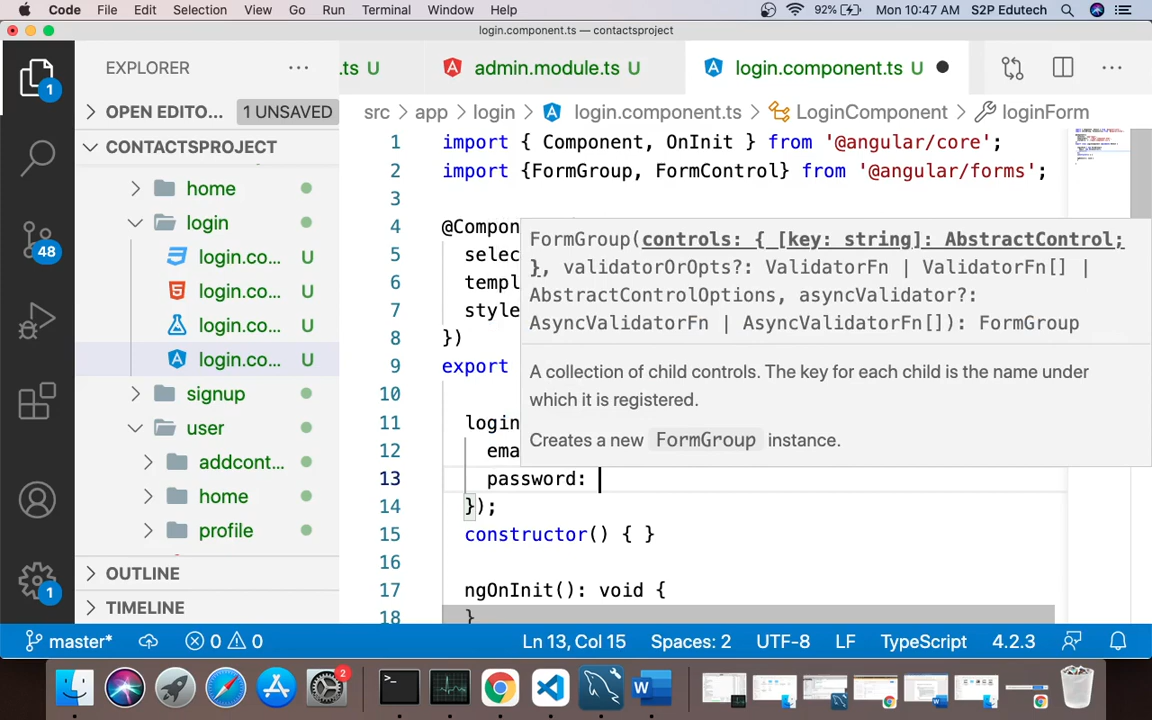 Code File Edit Selection View Go Run Terminal Window Help 92% Mon 10:47 AM S2P Edutech
login.component.ts — contactsproject
EXPLORER ···
.ts U admin.module.ts U login.component.ts U ···
OPEN EDITO... 1 UNSAVED
src > app > login > login.component.ts > LoginComponent > loginForm
CONTACTSPROJECT
home
login
login.co... U
login.co... U
login.co... U
login.co... U
signup
user
addcont...
home
profile
OUTLINE
TIMELINE
1
48
1
1 import { Component, OnInit } from '@angular/core';
2 import {FormGroup, FormControl} from '@angular/forms';
3
4 @Compon
5 selec
6 templ
7 style
8 })
9 export
10
11 login
12 ema
13 password:
14 });
15 constructor() { }
16
17 ngOnInit(): void {
18 }
FormGroup(controls: { [key: string]: AbstractControl;
}, validatorOrOpts?: ValidatorFn | ValidatorFn[] |
AbstractControlOptions, asyncValidator?:
AsyncValidatorFn | AsyncValidatorFn[]): FormGroup
A collection of child controls. The key for each child is the name under
which it is registered.
Creates a new FormGroup instance.
master* 0 0 Ln 13, Col 15 Spaces: 2 UTF-8 LF TypeScript 4.2.3
2